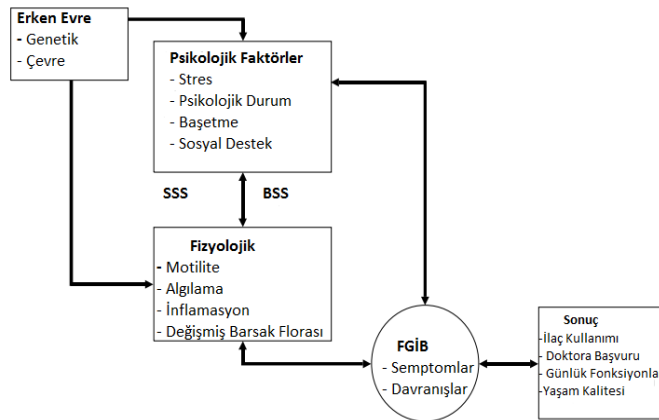 Erken Evre
- Genetik
- Çevre
Psikolojik Faktörler
- Stres
- Psikolojik Durum
- Başetme
- Sosyal Destek
SSS BSS
Fizyolojik
- Motilite
- Algılama
- İnflamasyon
- Değişmiş Barsak Florası
FGİB
- Semptomlar
- Davranışlar
Sonuç
-İlaç Kullanımı
- Doktora Başvuru
- Günlük Fonksiyonla
-Yaşam Kalitesi